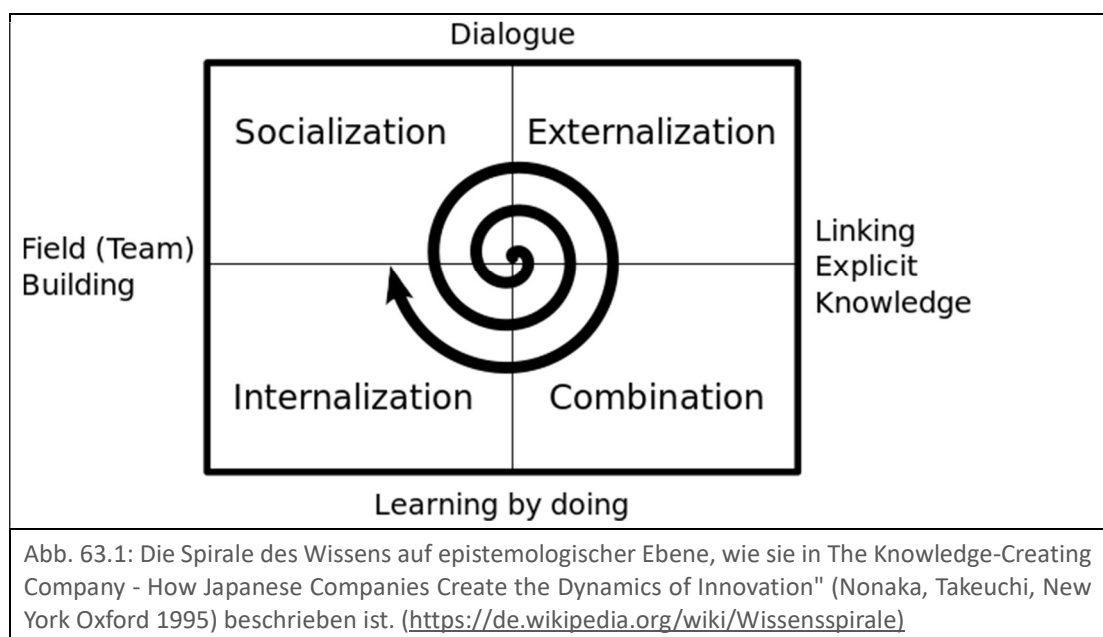 Dialogue
Socialization
Externalization
Field (Team)
Building
Linking
Explicit
Knowledge
Internalization
Combination
Learning by doing
Abb. 63.1: Die Spirale des Wissens auf epistemologischer Ebene, wie sie in The Knowledge-Creating
Company - How Japanese Companies Create the Dynamics of Innovation" (Nonaka, Takeuchi, New
York Oxford 1995) beschrieben ist. (https://de.wikipedia.org/wiki/Wissensspirale)